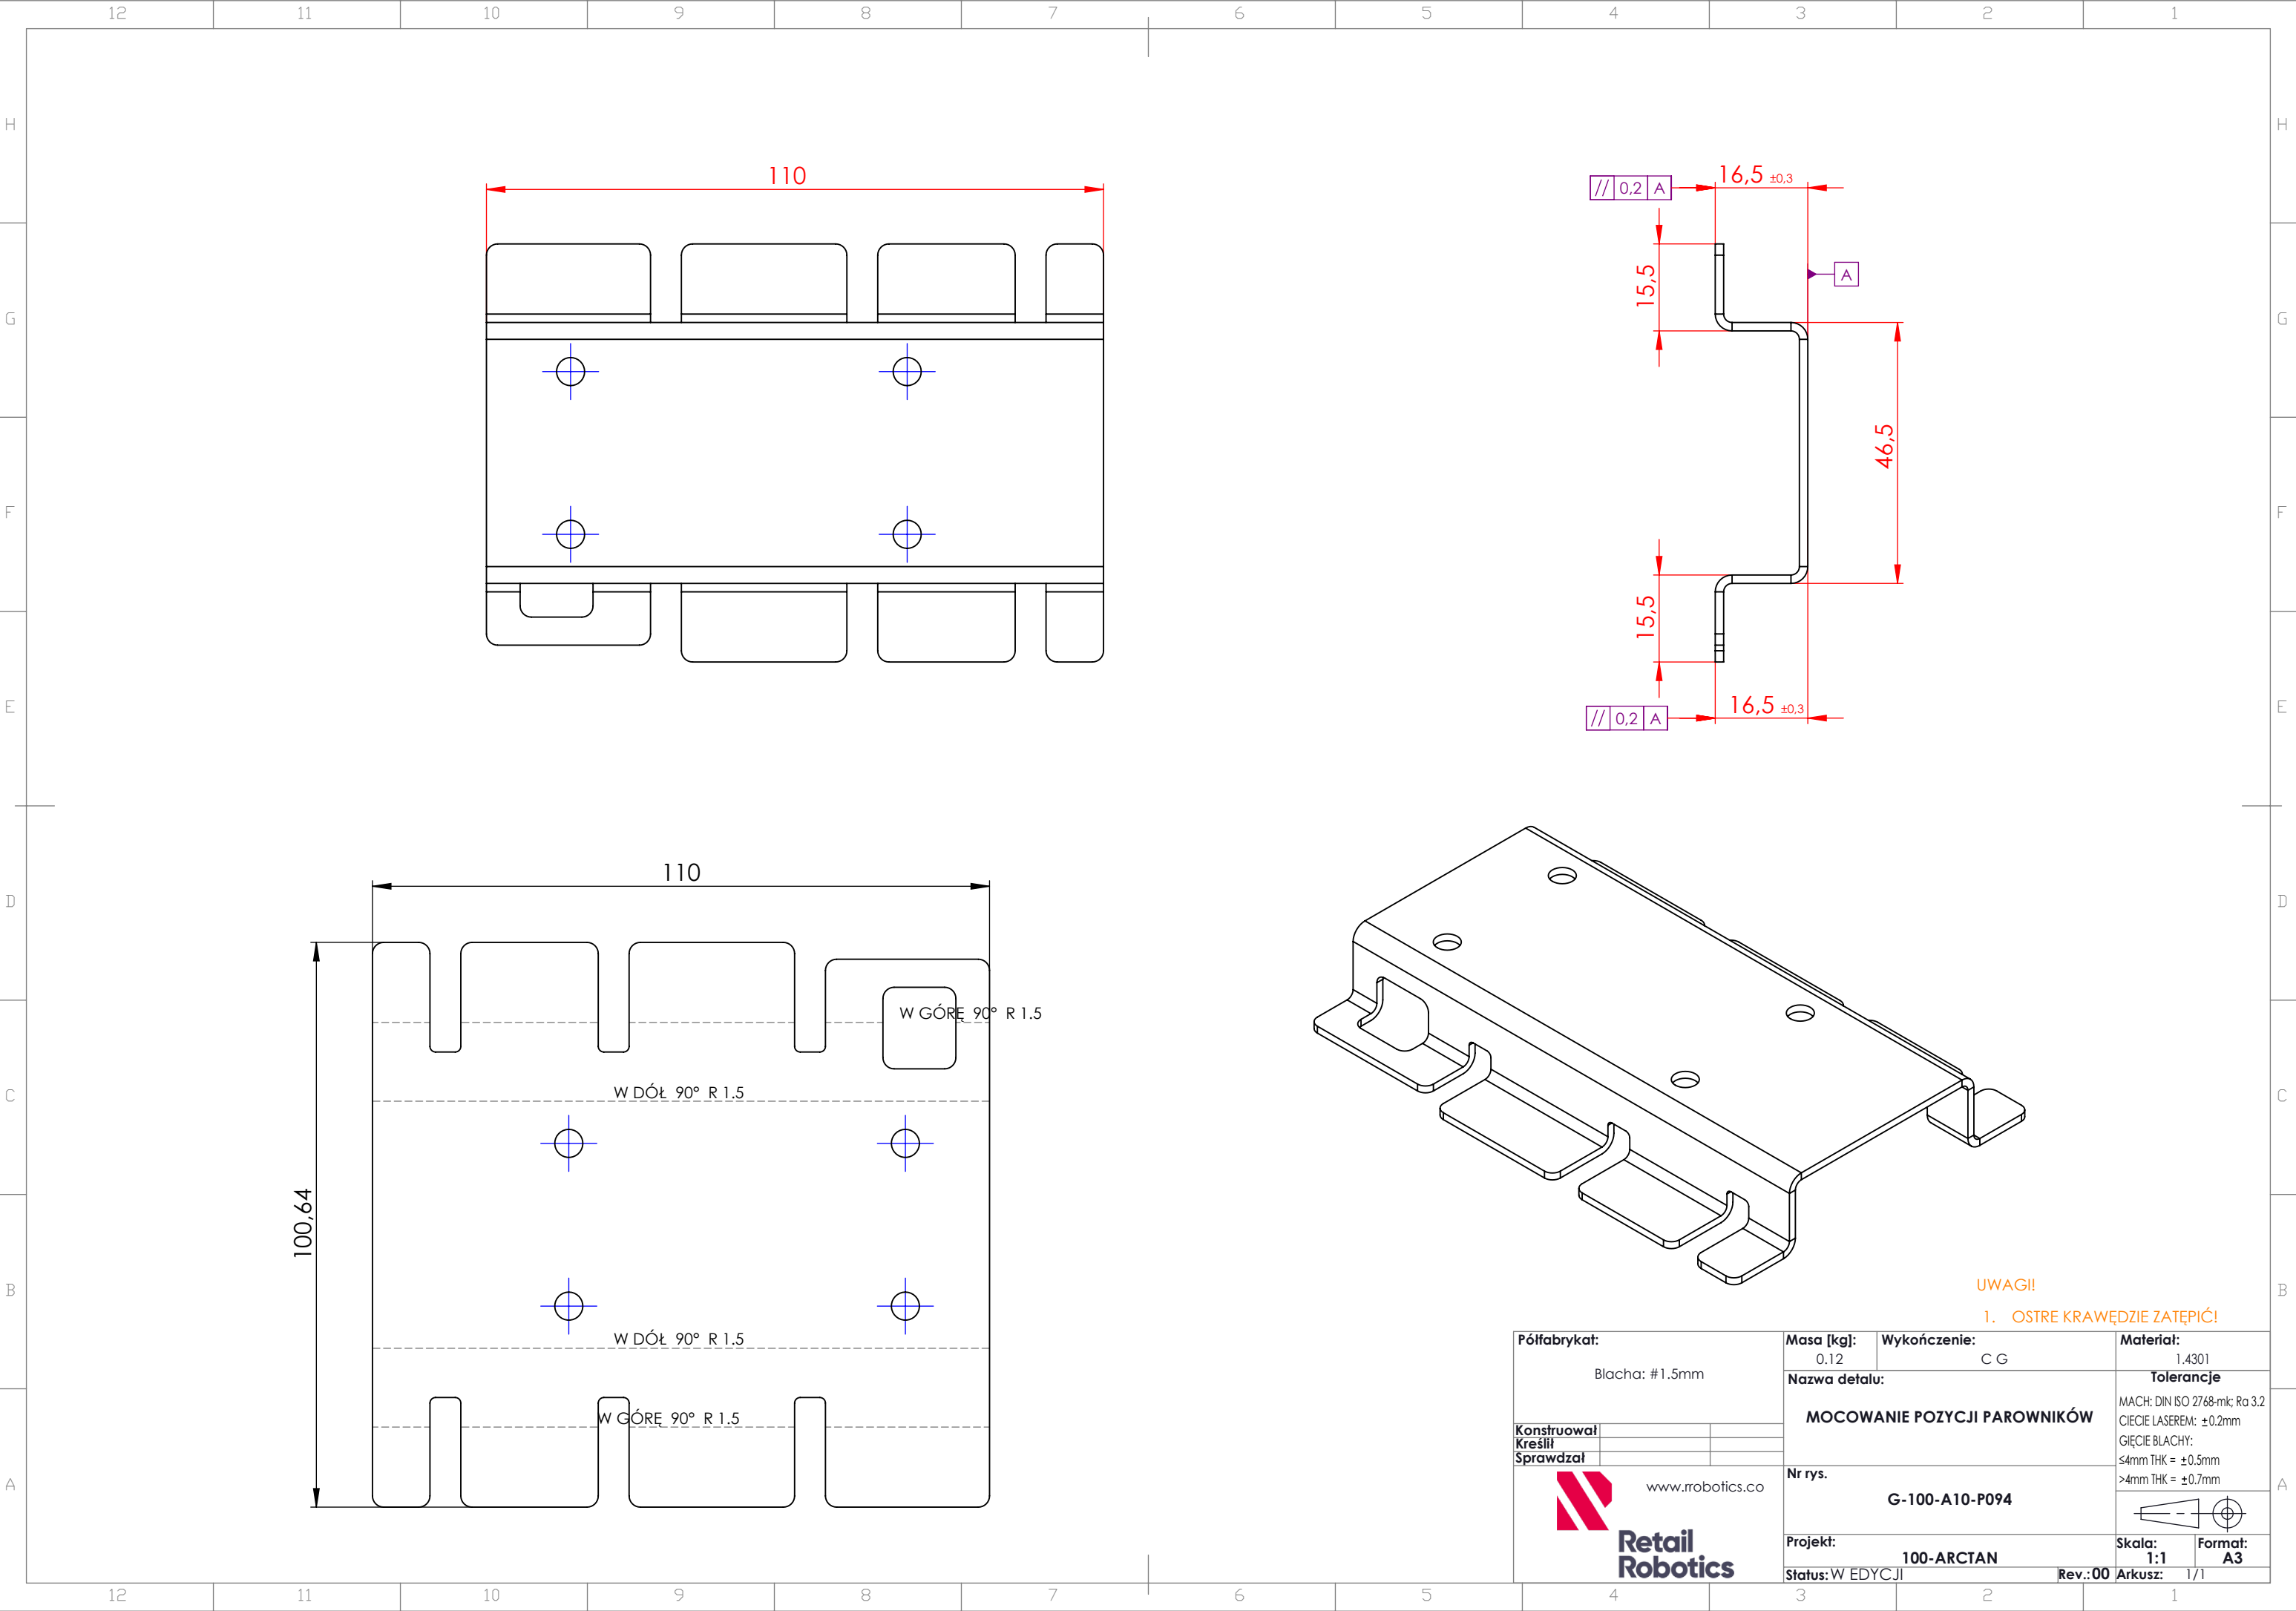 12 11 10 9 8 7 6 5 4 3 2 1
H H
G G
F F
E E
D D
C C
B B
A A
110
// 0,2 A
16,5 ±0,3
15,5
A
46,5
15,5
// 0,2 A
16,5 ±0,3
110
100,64
W GÓRĘ 90° R 1.5
W DÓŁ 90° R 1.5
W DÓŁ 90° R 1.5
W GÓRĘ 90° R 1.5
UWAGI!
1. OSTRE KRAWĘDZIE ZATĘPIĆ!
Półfabrykat:
Blacha: #1.5mm
Masa [kg]:
0.12
Wykończenie:
C G
Materiał:
1.4301
Nazwa detalu:
MOCOWANIE POZYCJI PAROWNIKÓW
Tolerancje
MACH: DIN ISO 2768-mk; Ra 3.2
CIECIE LASEREM: ±0.2mm
GIĘCIE BLACHY:
≤4mm THK = ±0.5mm
>4mm THK = ±0.7mm
Konstruował
Kreślił
Sprawdzał
www.rrobotics.co
Retail
Robotics
Nr rys.
G-100-A10-P094
Projekt:
100-ARCTAN
Skala:
1:1
Format:
A3
Status: W EDYCJI
Rev.: 00
Arkusz: 1/1
12 11 10 9 8 7 6 5 4 3 2 1